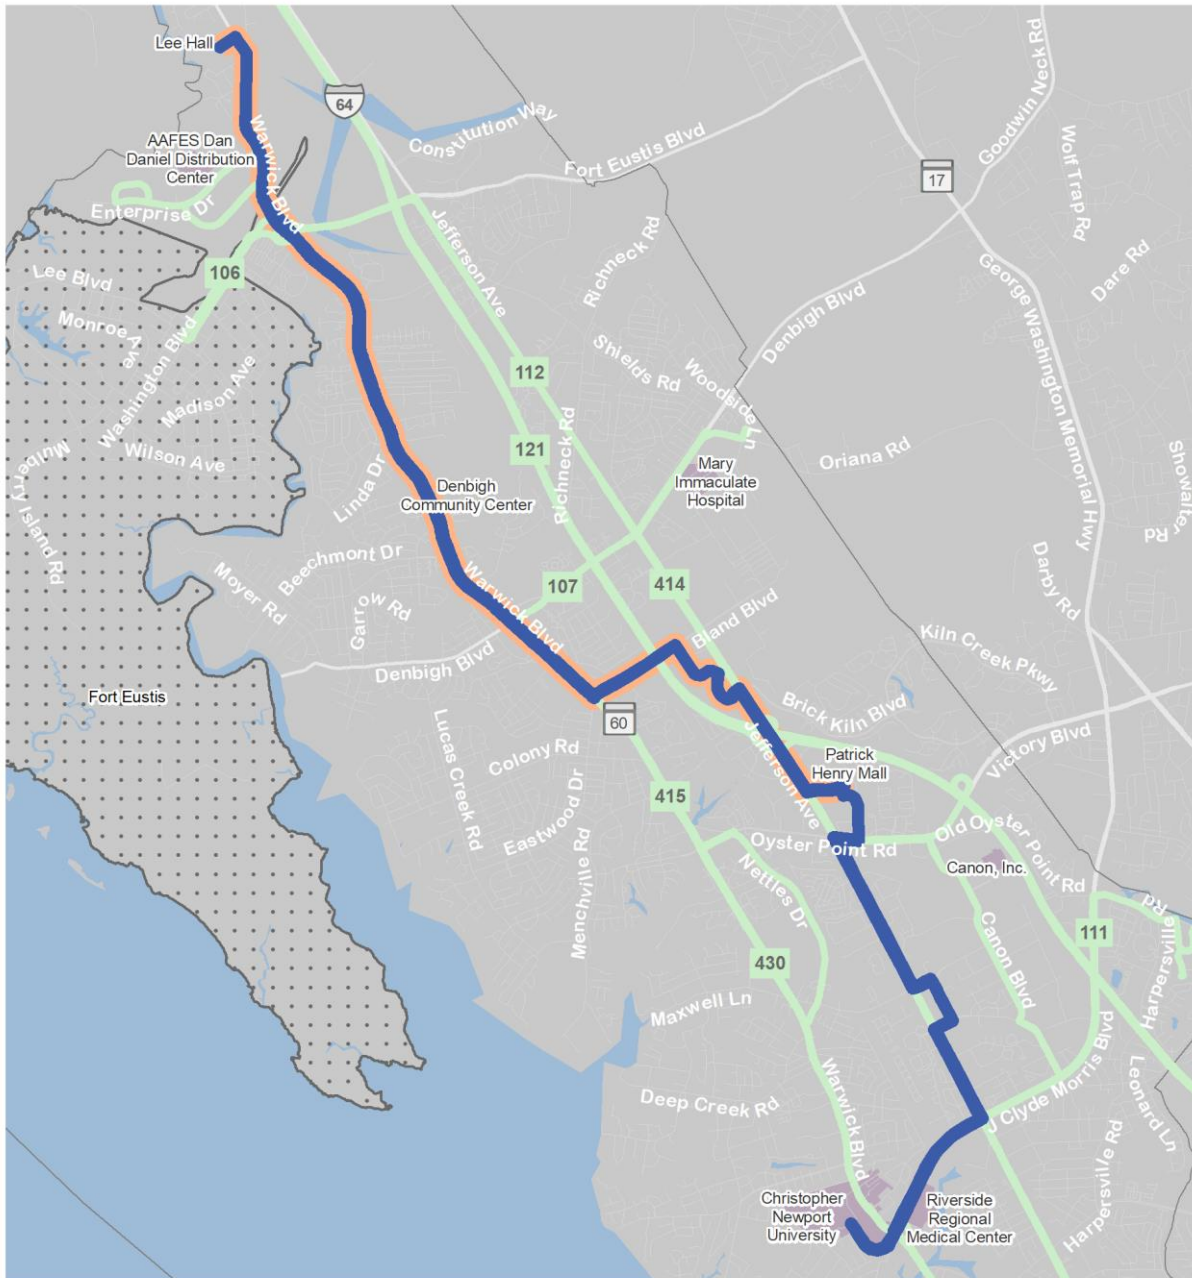 Lee Hall
64
Constitution Way
Fort Eustis Blvd
Goodwin Neck Rd
Wolf Trap Rd
17
AAFES Dan
Daniel Distribution
Center
Warwick Blvd
Enterprise Dr
Jefferson Ave
Richneck Rd
Dare Rd
Lee Blvd
106
Monroe Ave
Washington Blvd
Madison Ave
Wilson Ave
Mulberry Island Rd
Denbigh Blvd
George Washington Memorial Hwy
Shields Rd
Woodside Ln
112
121
Richneck Rd
Oriana Rd
Showalter Rd
Mary
Immaculate
Hospital
Linda Dr
Denbigh
Community Center
Beechmont Dr
Moyer Rd
Garrow Rd
Warwick Blvd
107
414
Bland Blvd
Darby Rd
Kiln Creek Pkwy
Denbigh Blvd
Fort Eustis
Brick Kiln Blvd
Victory Blvd
60
Lucas Creek Rd
Colony Rd
Jefferson Ave
Patrick
Henry Mall
415
Eastwood Dr
Menchville Rd
Oyster Point Rd
Old Oyster Point Rd
Canon, Inc.
Nettles Dr
Canon Blvd
111
Harpersville Rd
430
Maxwell Ln
Warwick Blvd
Deep Creek Rd
J Clyde Morris Blvd
Leonard Ln
Harpersville Rd
Christopher
Newport
University
Riverside
Regional
Medical Center